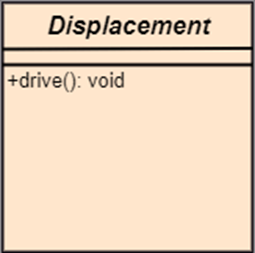 Displacement
+drive(): void